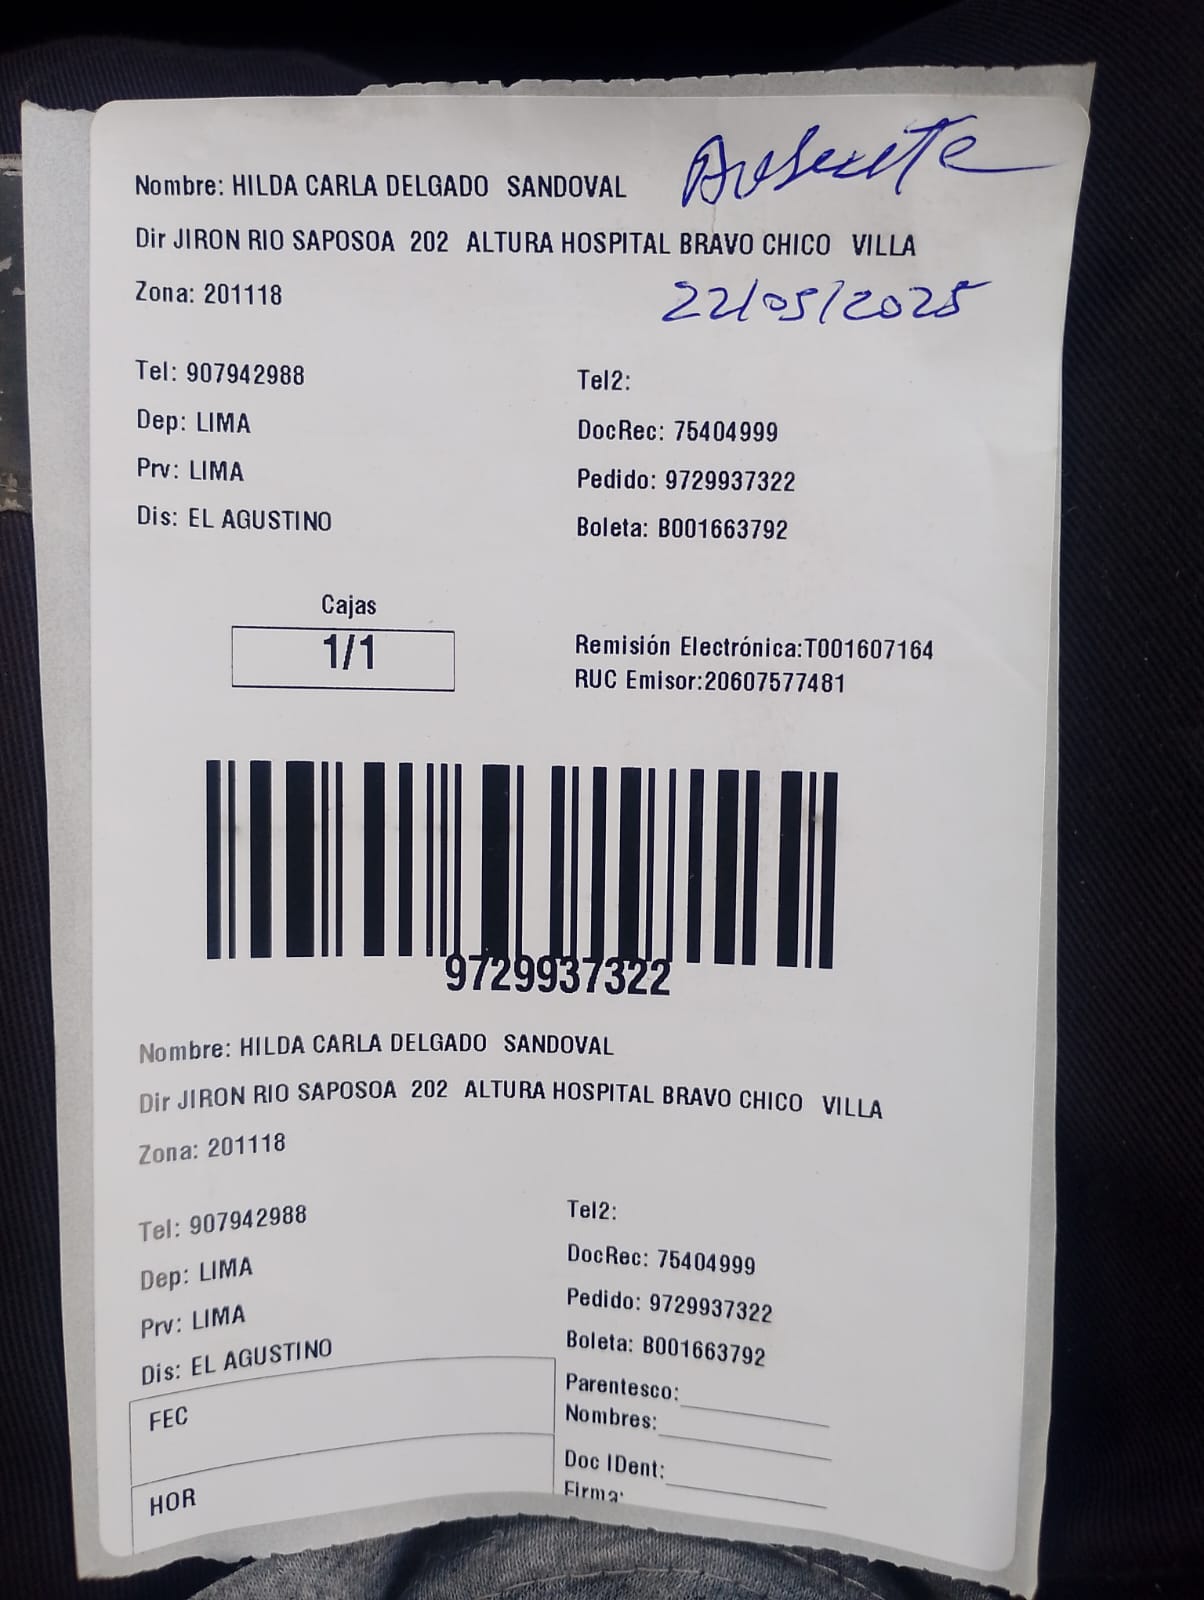 Nombre: HILDA CARLA DELGADO SANDOVAL
Ausente
Dir JIRON RIO SAPOSOA 202 ALTURA HOSPITAL BRAVO CHICO VILLA
Zona: 201118
22/05/2025
Tel: 907942988
Tel2:
Dep: LIMA
DocRec: 75404999
Prv: LIMA
Pedido: 9729937322
Dis: EL AGUSTINO
Boleta: B001663792
Cajas
1/1
Remisión Electrónica:T001607164
RUC Emisor:20607577481
9729937322
Nombre: HILDA CARLA DELGADO SANDOVAL
Dir JIRON RIO SAPOSOA 202 ALTURA HOSPITAL BRAVO CHICO VILLA
Zona: 201118
Tel: 907942988
Tel2:
Dep: LIMA
DocRec: 75404999
Prv: LIMA
Pedido: 9729937322
Dis: EL AGUSTINO
Boleta: B001663792
FEC
Parentesco:
Nombres:
HOR
Doc IDent:
Firma: